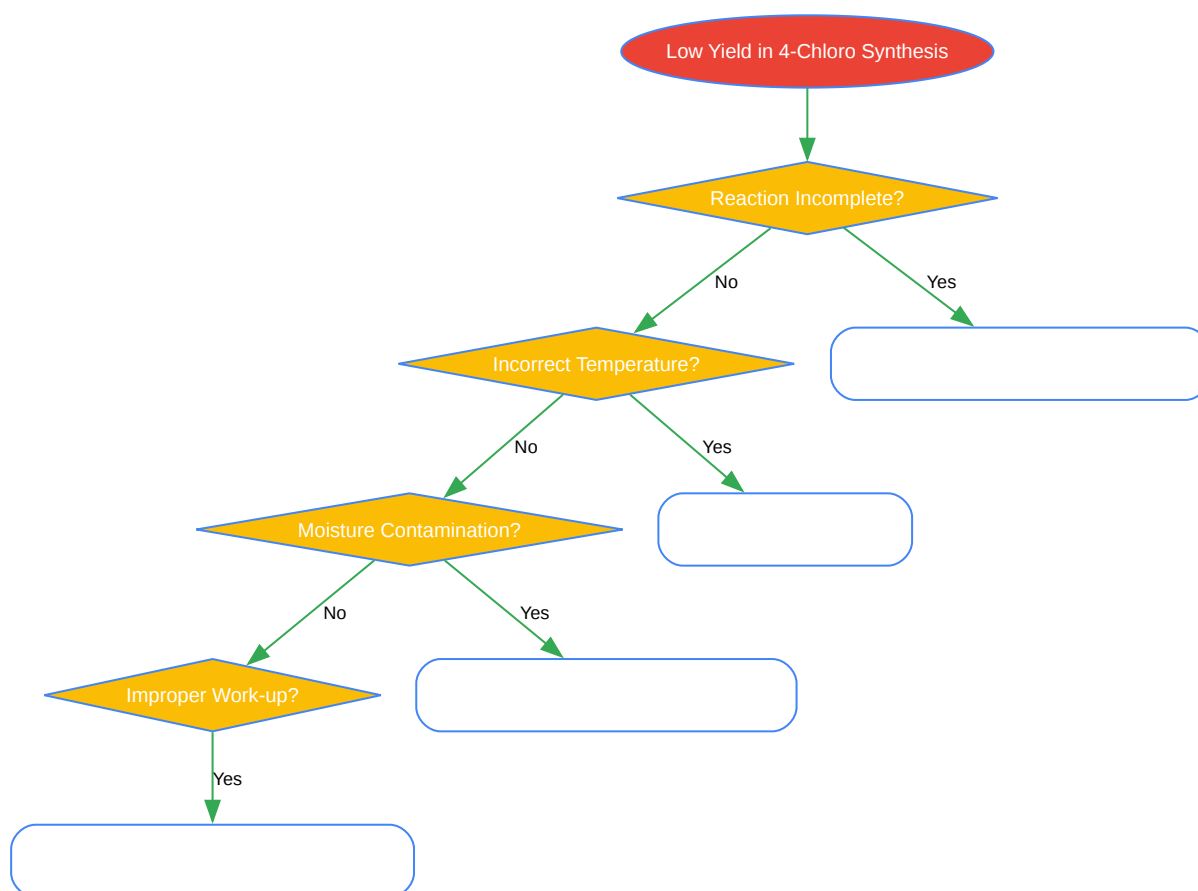 Low Yield in 4-Chloro Synthesis
Reaction Incomplete?
No
Yes
Incorrect Temperature?
No
Yes
Moisture Contamination?
No
Yes
Improper Work-up?
Yes